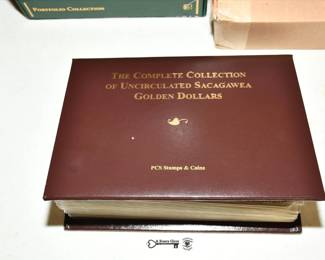 PORTFOLIO COLLECTION
THE COMPLETE COLLECTION
OF UNCIRCULATED SACAGAWEA
GOLDEN DOLLARS
PCS Stamps & Coins